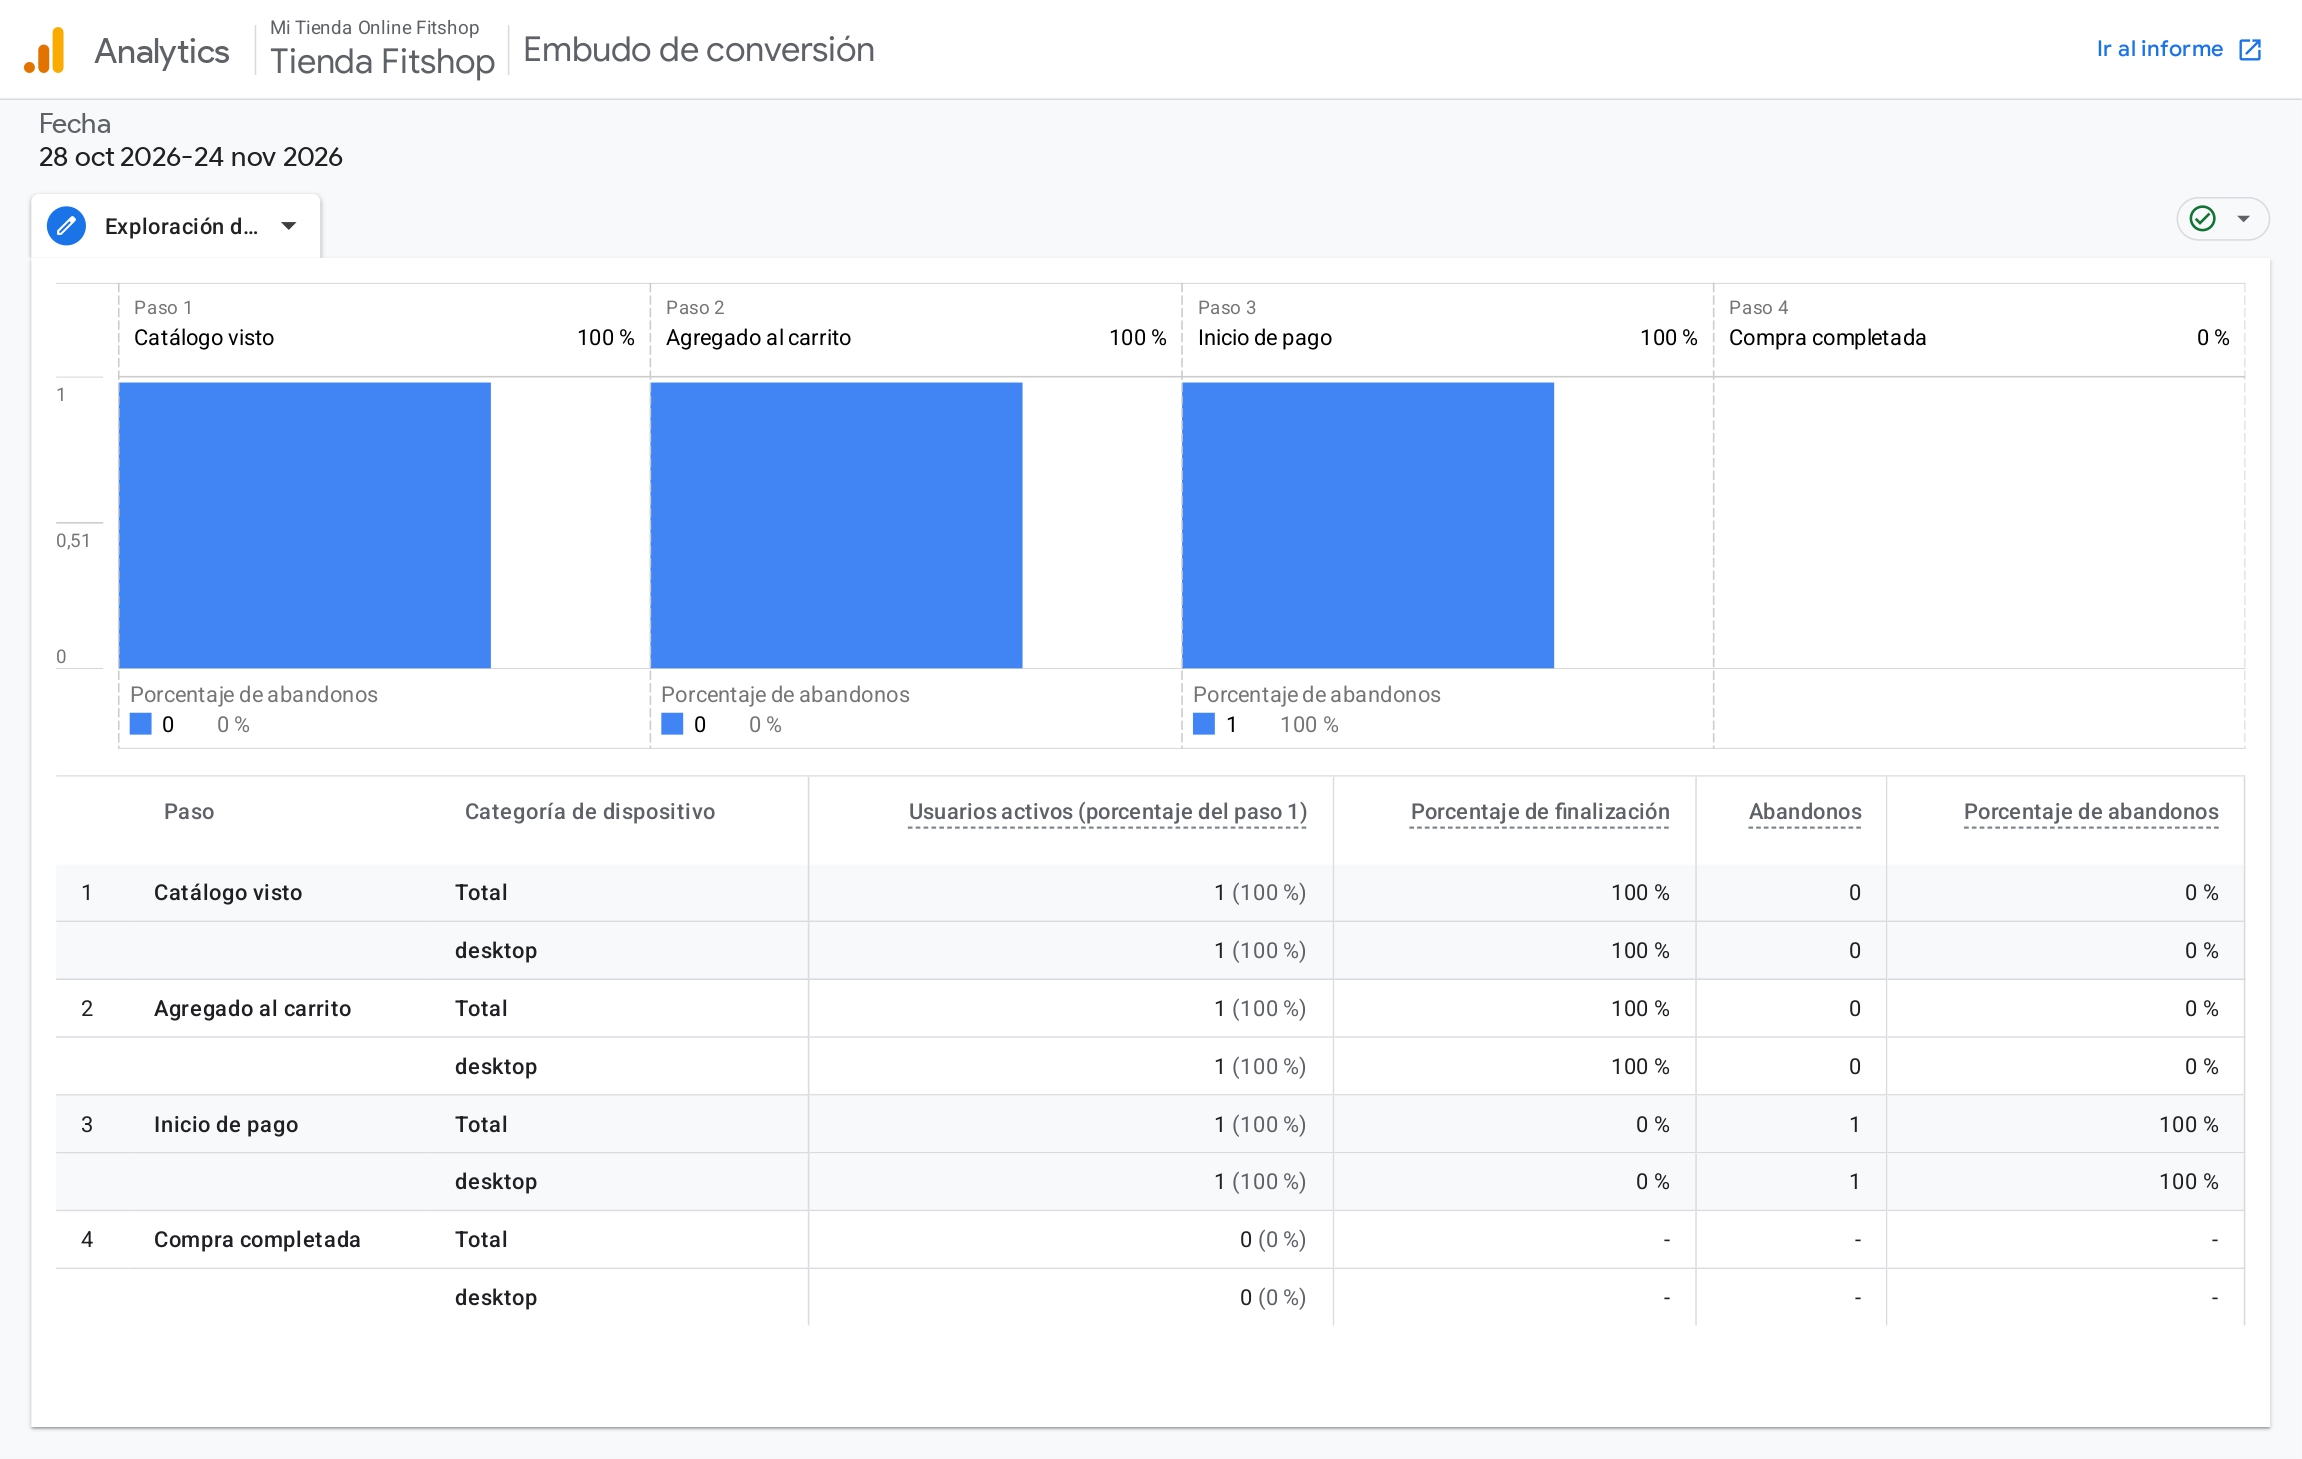 Analytics
Mi Tienda Online Fitshop
Tienda Fitshop
Embudo de conversión
Ir al informe
Fecha
28 oct 2026-24 nov 2026
Exploración d...
Paso 1
Catálogo visto 100 %
Paso 2
Agregado al carrito 100 %
Paso 3
Inicio de pago 100 %
Paso 4
Compra completada 0 %
1
0,51
0
Porcentaje de abandonos
0 0 %
Porcentaje de abandonos
0 0 %
Porcentaje de abandonos
1 100 %
Paso Categoría de dispositivo Usuarios activos (porcentaje del paso 1) Porcentaje de finalización Abandonos Porcentaje de abandonos
1 Catálogo visto Total 1 (100 %) 100 % 0 0 %
desktop 1 (100 %) 100 % 0 0 %
2 Agregado al carrito Total 1 (100 %) 100 % 0 0 %
desktop 1 (100 %) 100 % 0 0 %
3 Inicio de pago Total 1 (100 %) 0 % 1 100 %
desktop 1 (100 %) 0 % 1 100 %
4 Compra completada Total 0 (0 %) - - -
desktop 0 (0 %) - - -